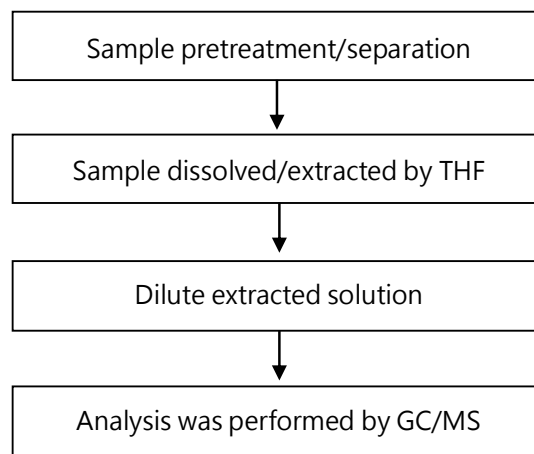 Sample pretreatment/separation
Sample dissolved/extracted by THF
Dilute extracted solution
Analysis was performed by GC/MS